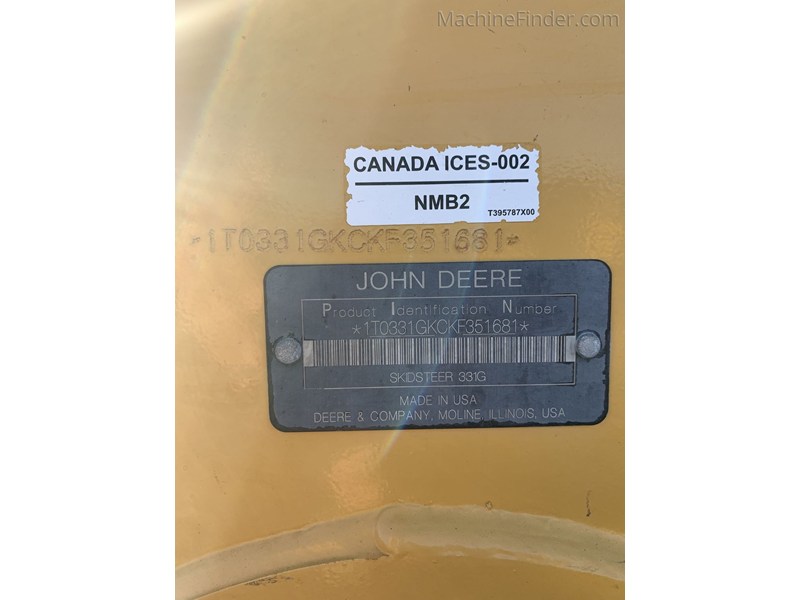 MachineFinder.com
CANADA ICES-002
NMB2
T395787X00
*1T0331GKCKF351681*
JOHN DEERE
Product Identification Number
*1T0331GKCKF351681*
SKIDSTEER 331G
MADE IN USA
DEERE & COMPANY, MOLINE, ILLINOIS, USA